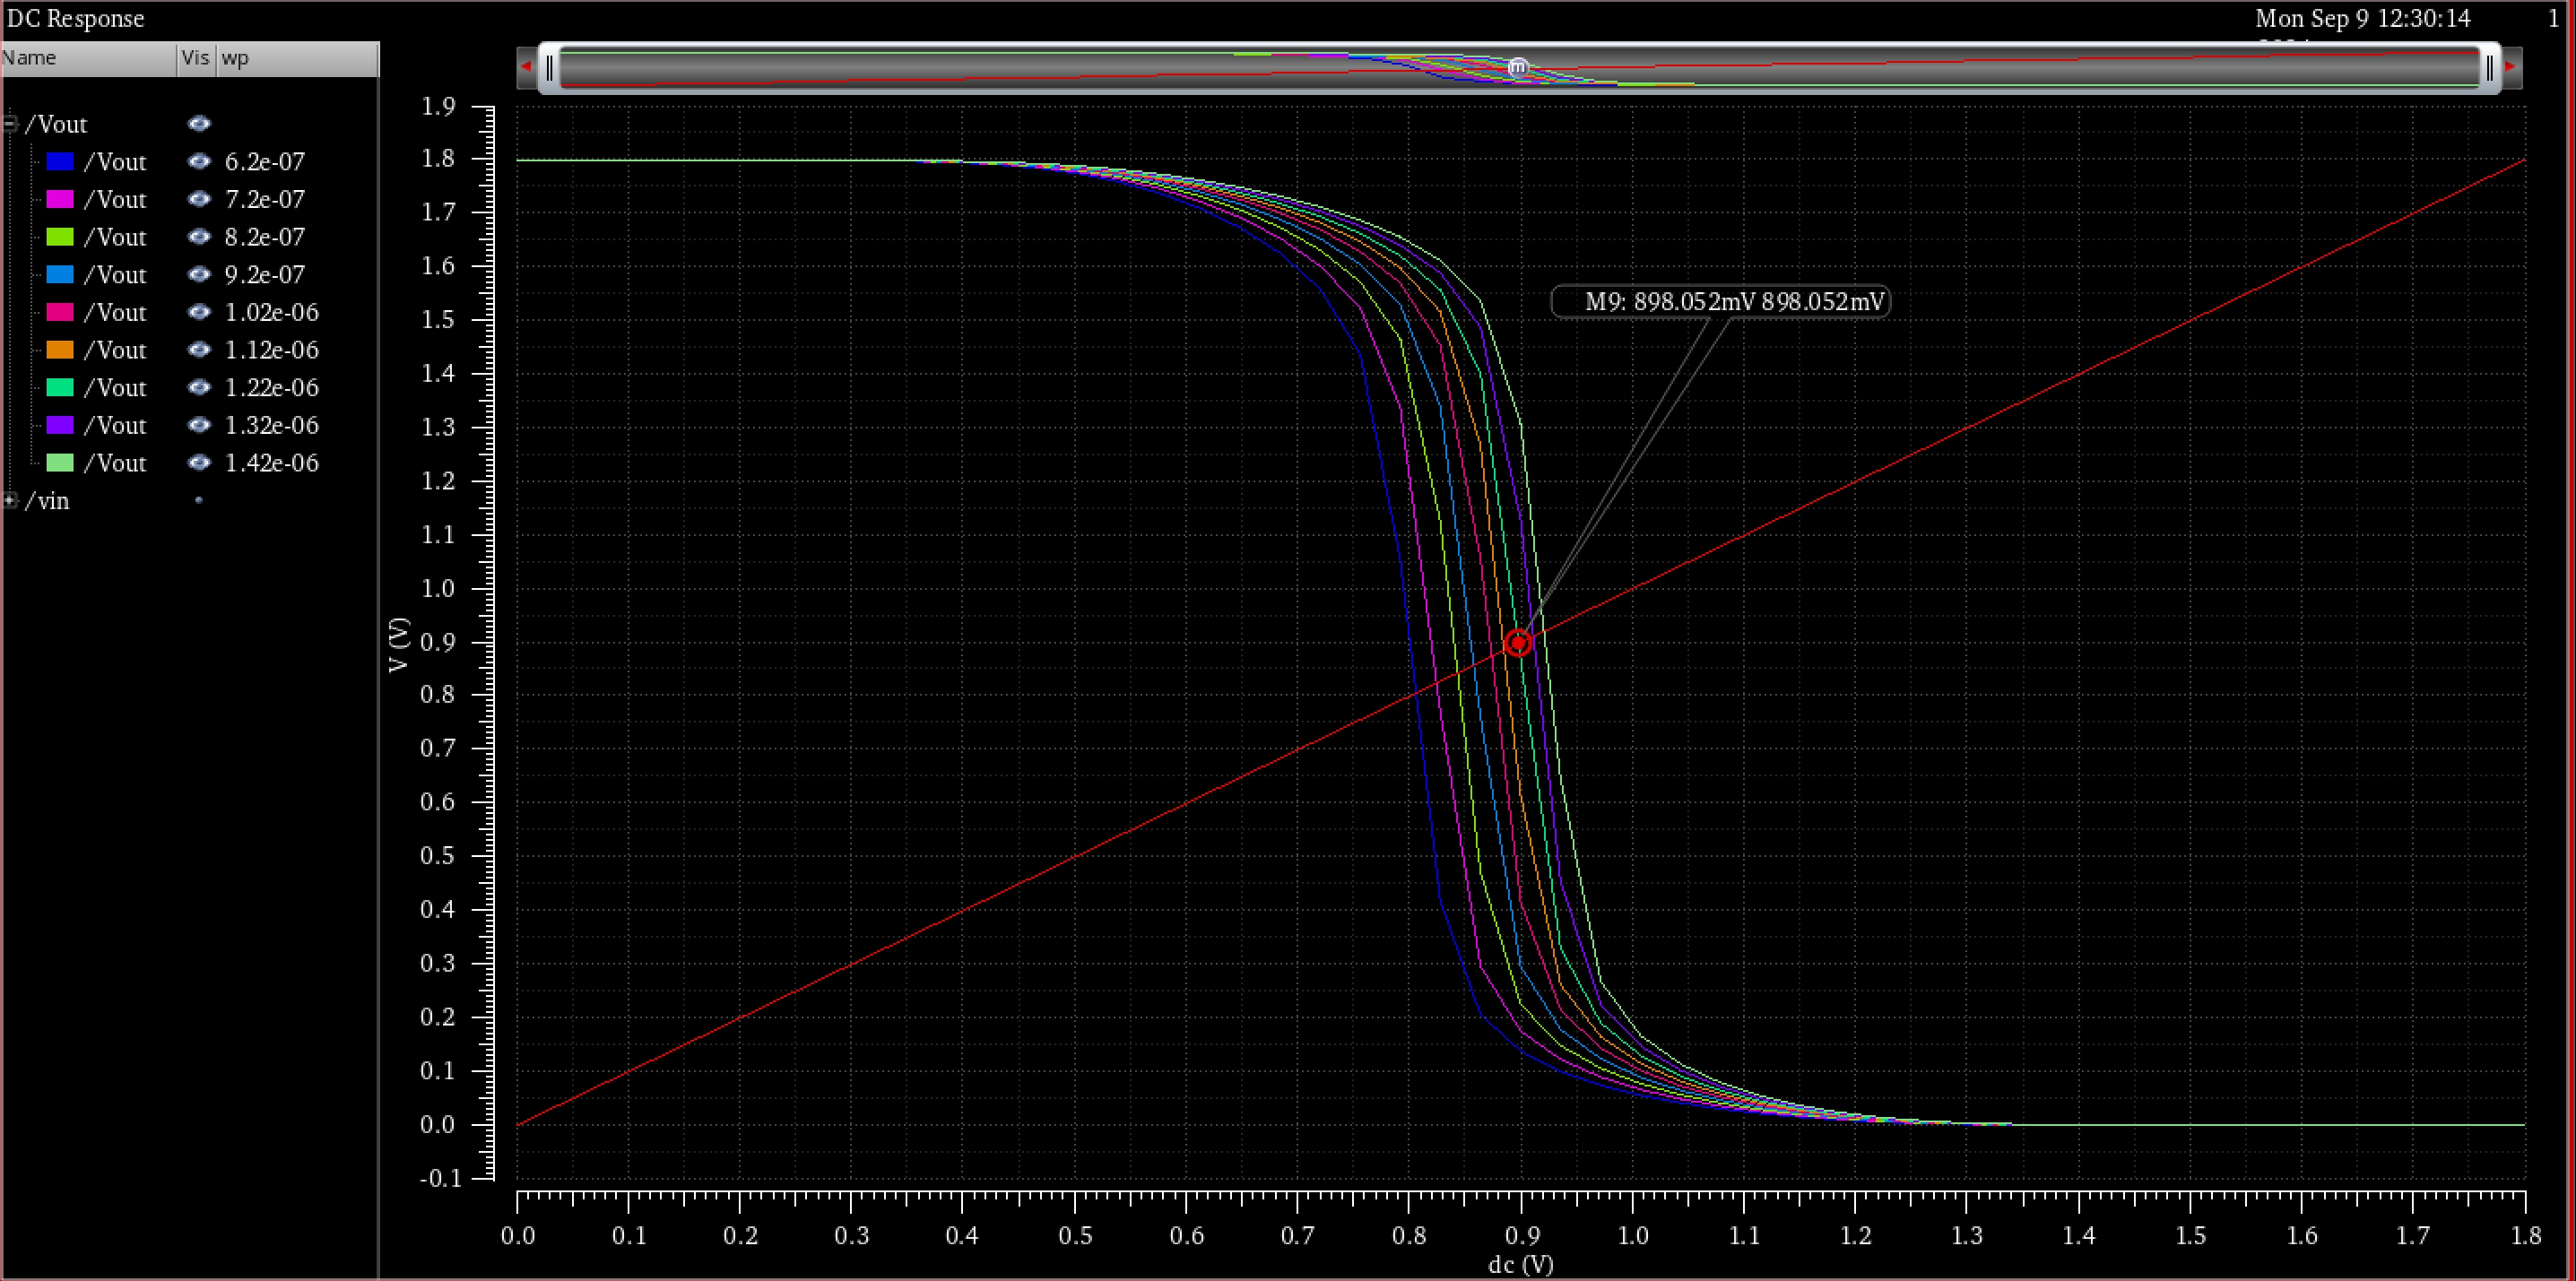 DC Response
Mon Sep 9 12:30:14 1
Name Vis wp
/Vout
/Vout 6.2e-07
/Vout 7.2e-07
/Vout 8.2e-07
/Vout 9.2e-07
/Vout 1.02e-06
/Vout 1.12e-06
/Vout 1.22e-06
/Vout 1.32e-06
/Vout 1.42e-06
/vin
m
1.9
1.8
1.7
1.6
1.5
1.4
1.3
1.2
1.1
1.0
0.9
0.8
0.7
0.6
0.5
0.4
0.3
0.2
0.1
0.0
-0.1
V (V)
M9: 898.052mV 898.052mV
0.0 0.1 0.2 0.3 0.4 0.5 0.6 0.7 0.8 0.9 1.0 1.1 1.2 1.3 1.4 1.5 1.6 1.7 1.8
dc (V)